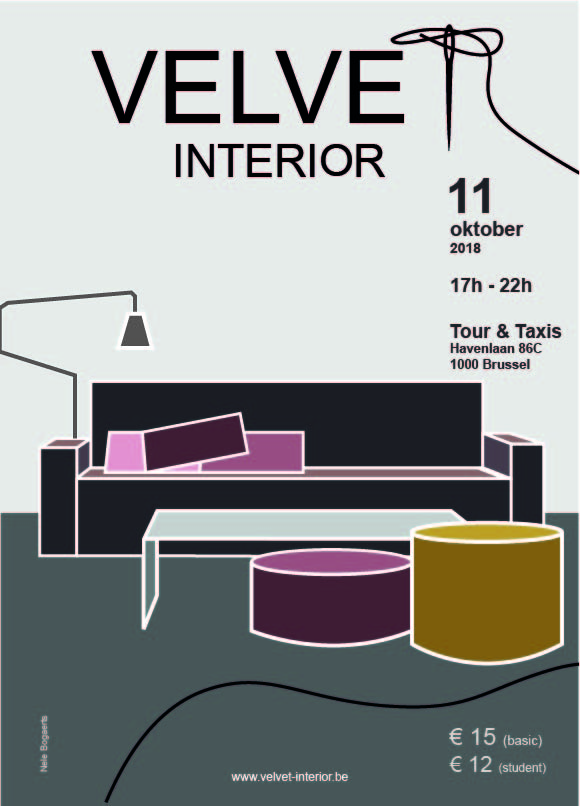 VELVET
INTERIOR
11
oktober
2018
17h - 22h
Tour & Taxis
Havenlaan 86C
1000 Brussel
Nele Bogaerts
www.velvet-interior.be
€ 15 (basic)
€ 12 (student)